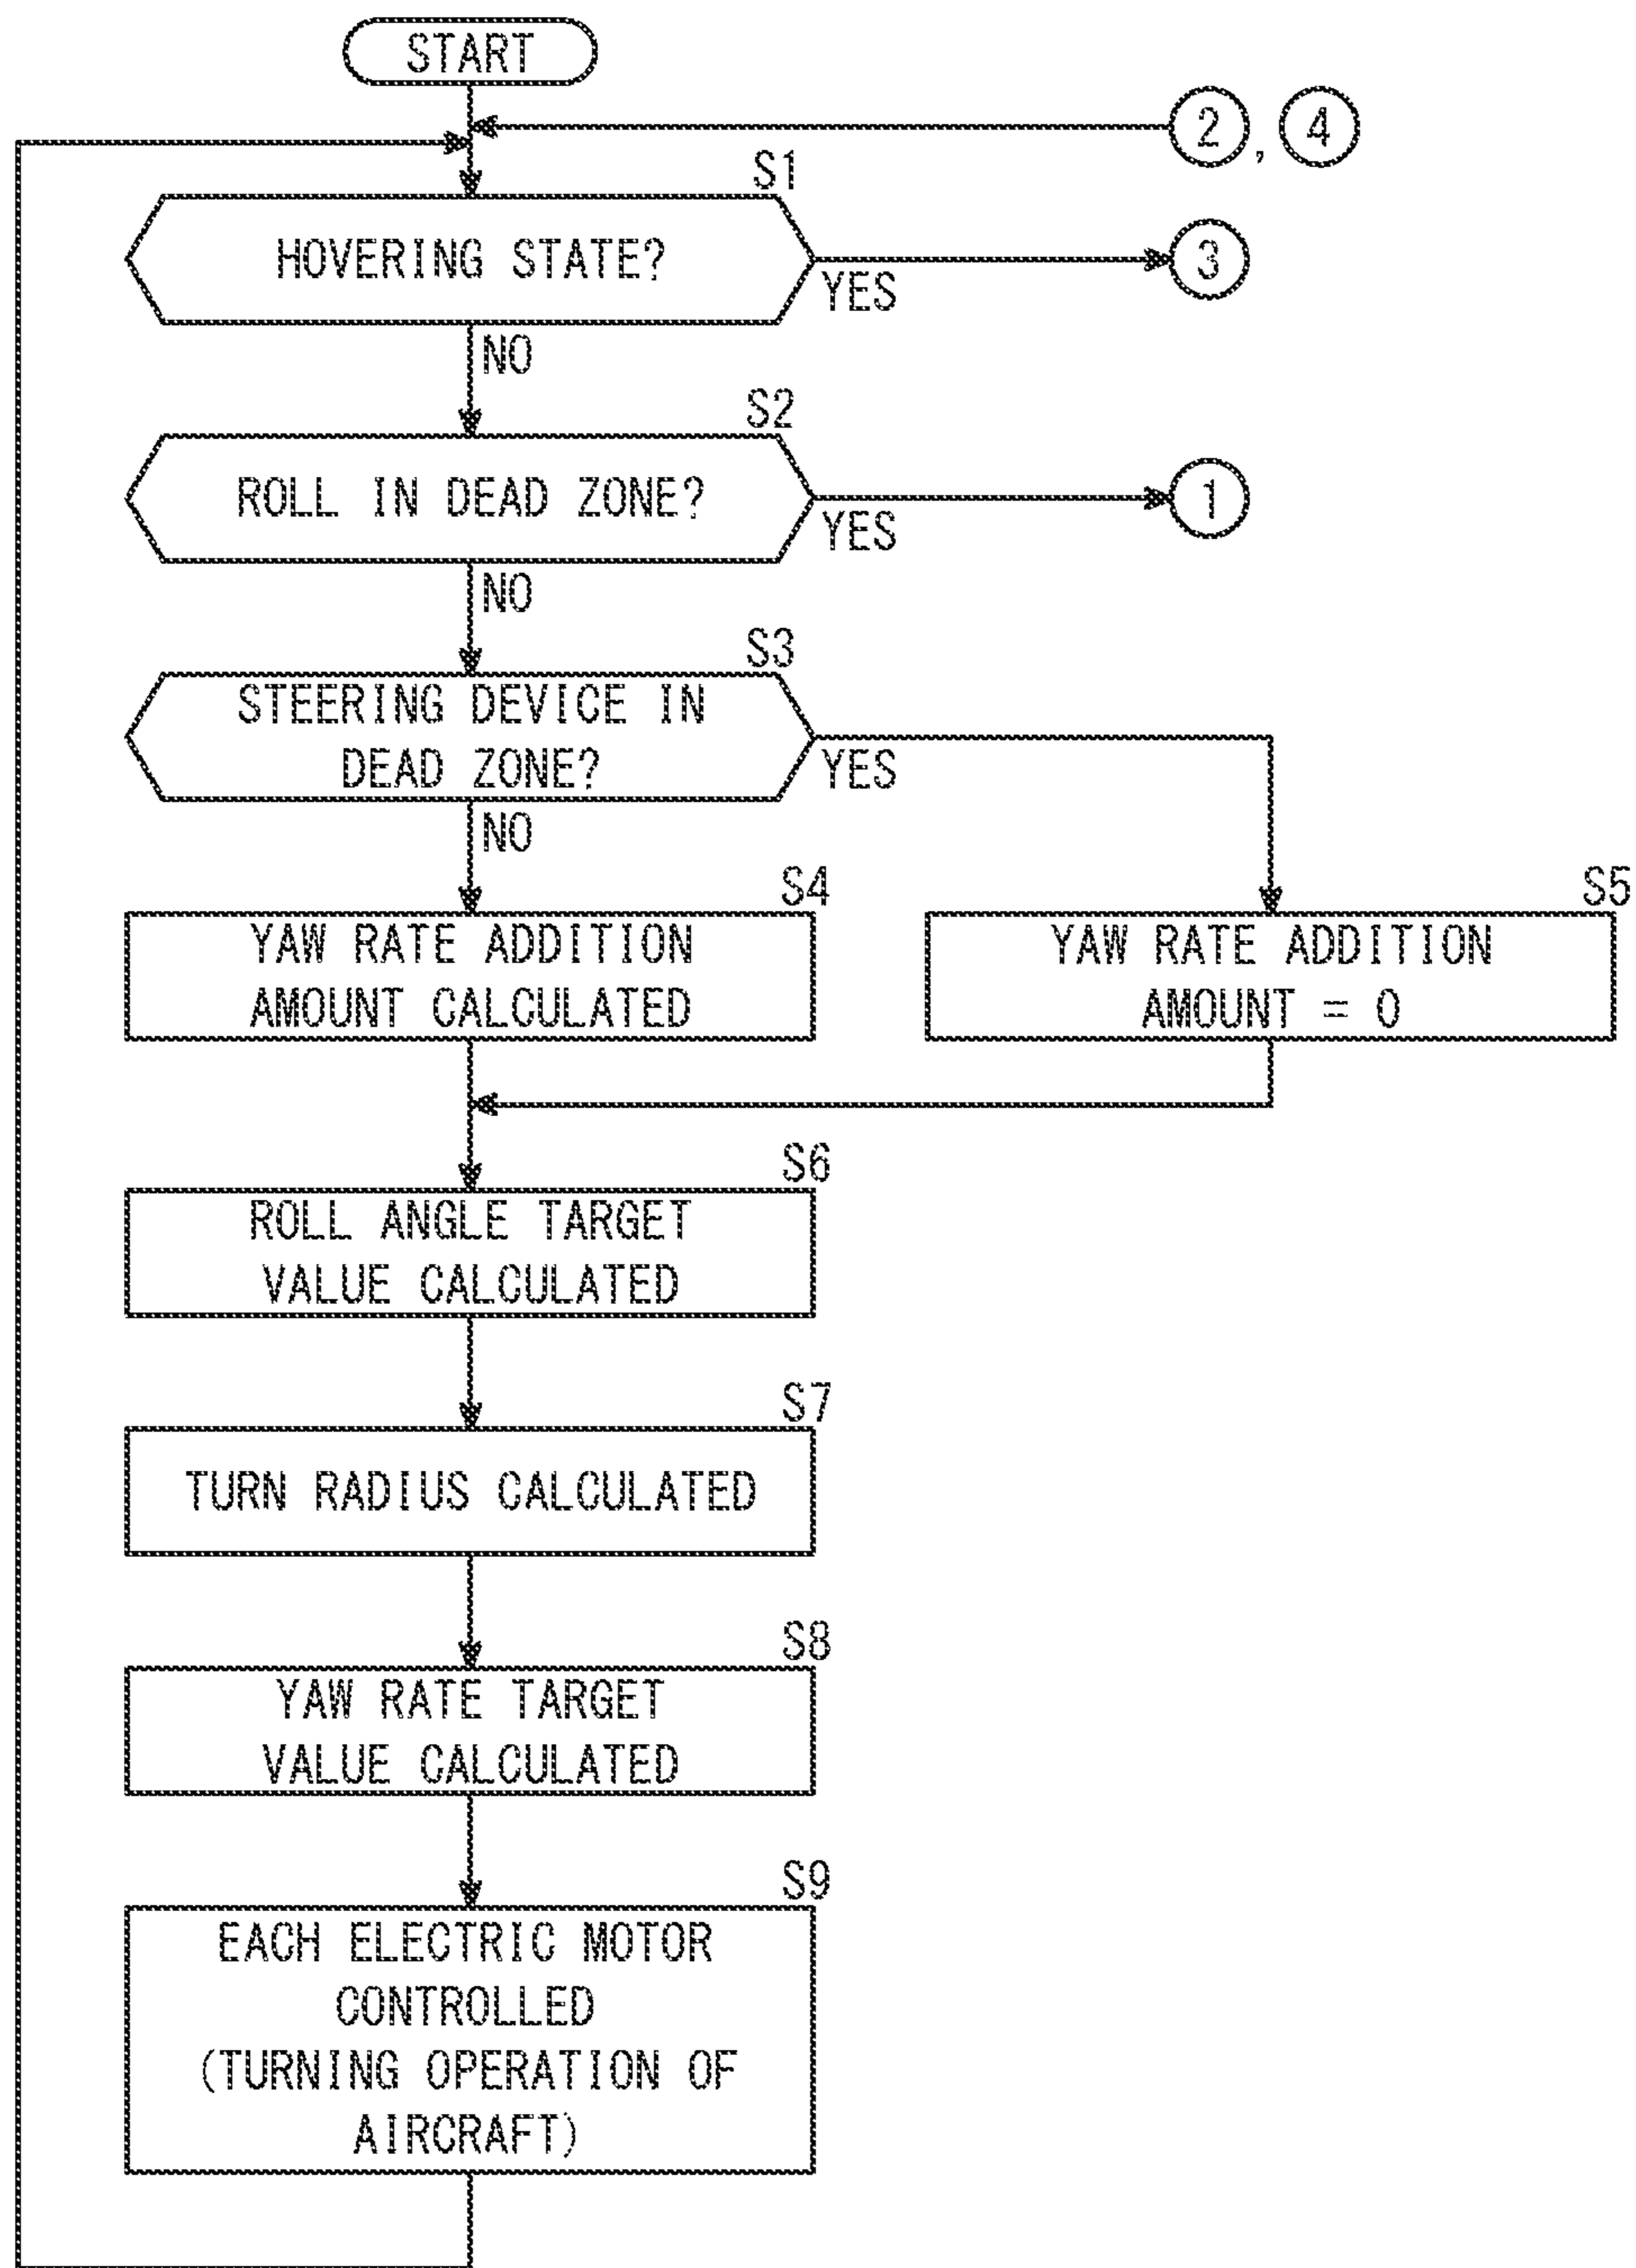 START
2, 4
S1
HOVERING STATE?
3
YES
NO
S2
ROLL IN DEAD ZONE?
1
YES
NO
S3
STEERING DEVICE IN
DEAD ZONE?
YES
NO
S4
YAW RATE ADDITION
AMOUNT CALCULATED
S5
YAW RATE ADDITION
AMOUNT = 0
S6
ROLL ANGLE TARGET
VALUE CALCULATED
S7
TURN RADIUS CALCULATED
S8
YAW RATE TARGET
VALUE CALCULATED
S9
EACH ELECTRIC MOTOR
CONTROLLED
(TURNING OPERATION OF
AIRCRAFT)